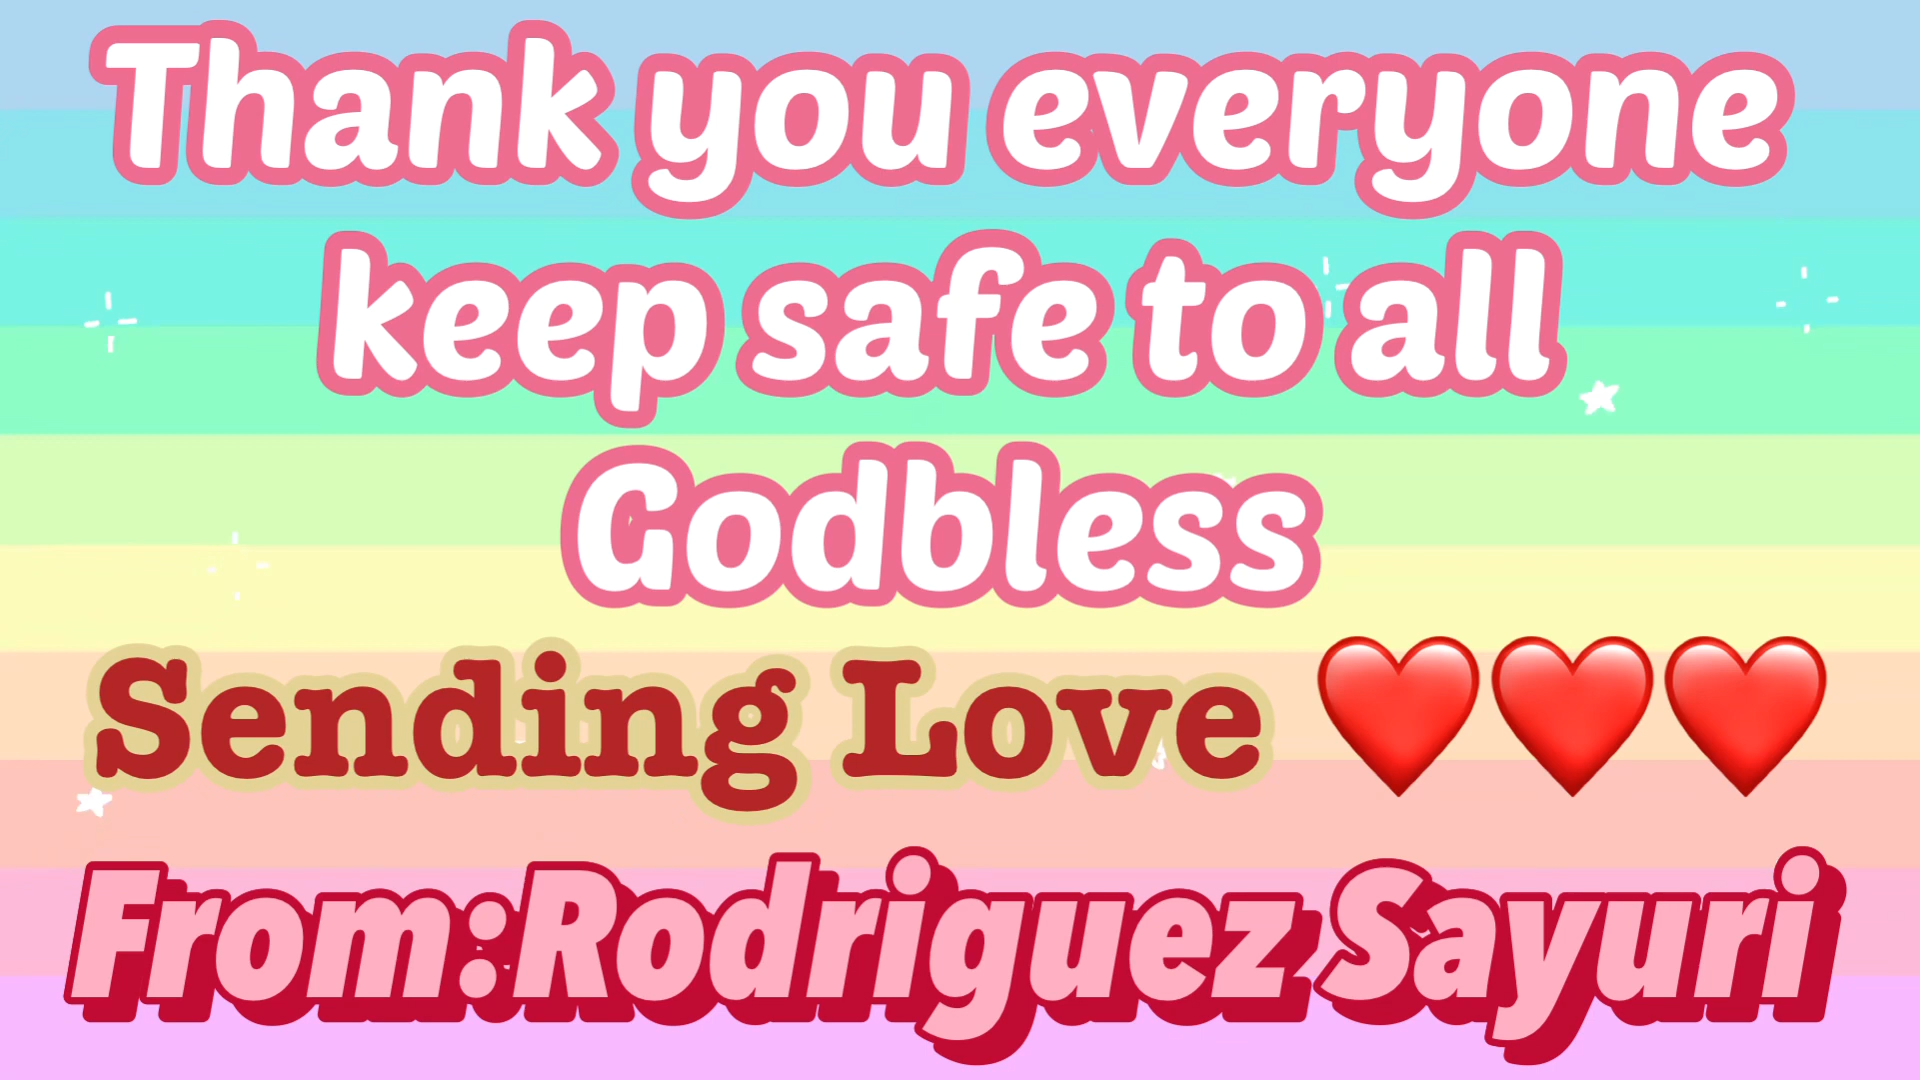 Thank you everyone
keep safe to all
Godbless
Sending Love ❤️❤️❤️
From:Rodriguez Sayuri